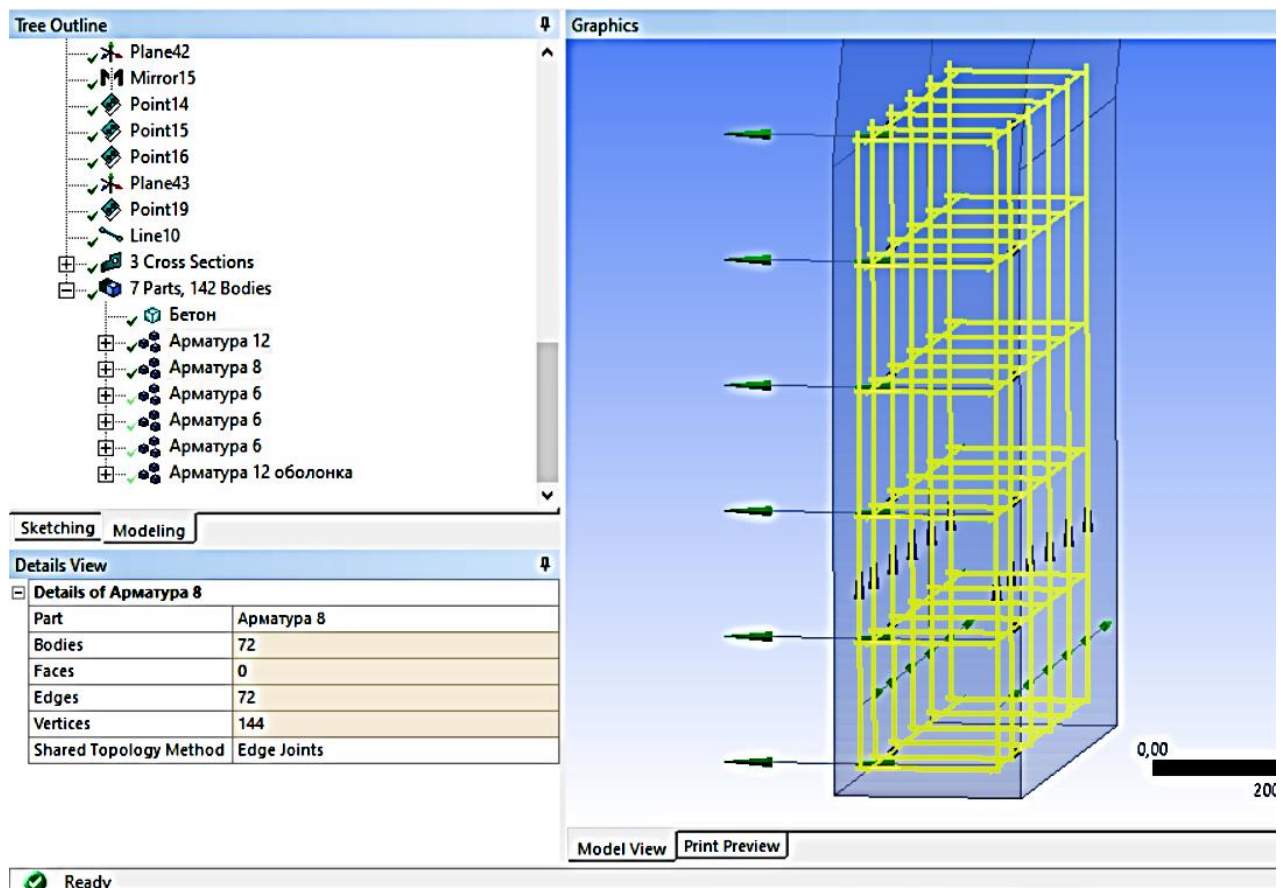 Tree Outline
Plane42
Mirror15
Point14
Point15
Point16
Plane43
Point19
Line10
3 Cross Sections
7 Parts, 142 Bodies
Бетон
Арматура 12
Арматура 8
Арматура 6
Арматура 6
Арматура 6
Арматура 12 оболонка
Sketching Modeling
Details View
Details of Арматура 8
Part Арматура 8
Bodies 72
Faces 0
Edges 72
Vertices 144
Shared Topology Method Edge Joints
Graphics
0,00
200
Model View Print Preview
Ready